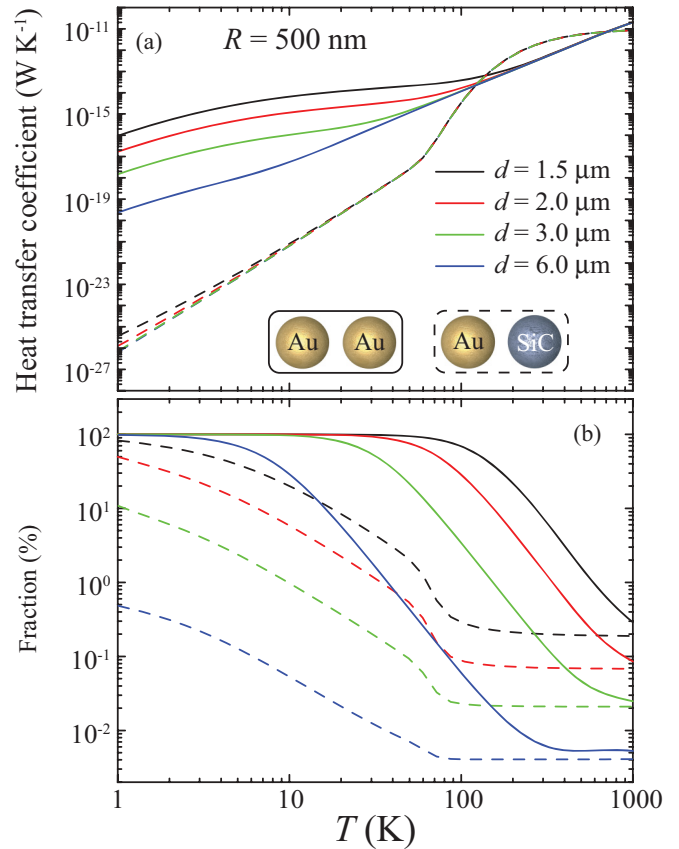 (a)
R = 500 nm
Heat transfer coefficient (W K⁻¹)
10⁻¹¹
10⁻¹⁵
10⁻¹⁹
10⁻²³
10⁻²⁷
d = 1.5 μm
d = 2.0 μm
d = 3.0 μm
d = 6.0 μm
Au Au Au SiC
(b)
Fraction (%)
10²
10¹
10⁰
10⁻¹
10⁻²
1 10 100 1000
T (K)